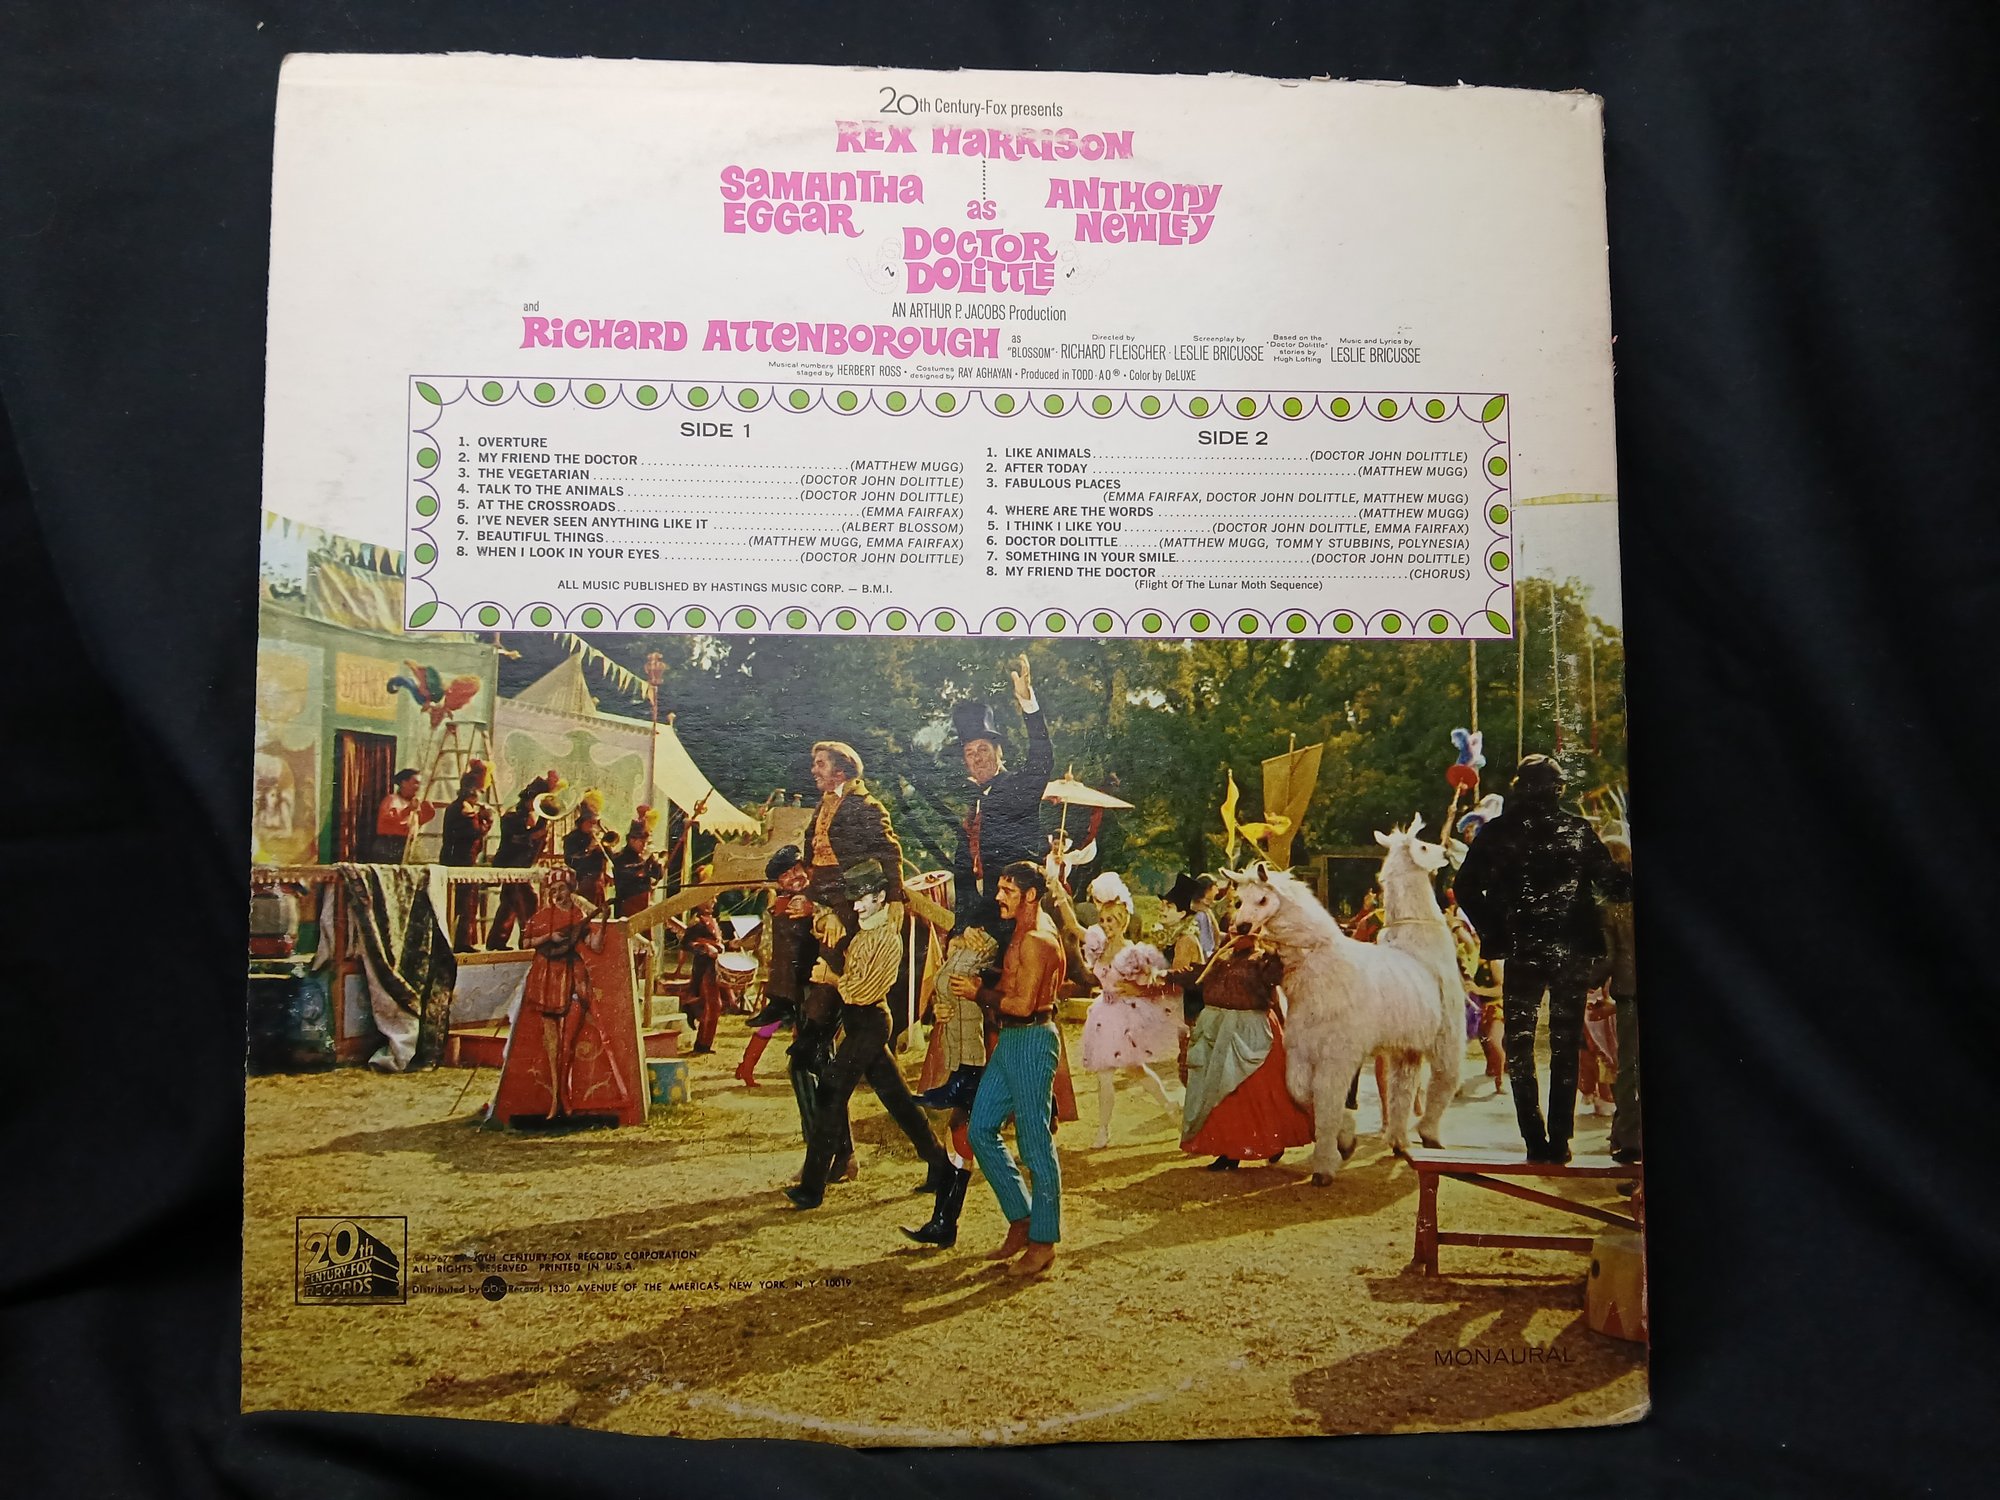 20th Century-Fox presents
REX HARRISON
SAMANTHA EGGAR
as
ANTHONY NEWLEY
DOCTOR DOLITTLE
AN ARTHUR P. JACOBS Production
and
RICHARD ATTENBOROUGH as "BLOSSOM" · Directed by RICHARD FLEISCHER · Screenplay by LESLIE BRICUSSE Based on the "Doctor Dolittle" stories by Hugh Lofting Music and Lyrics by LESLIE BRICUSSE
Musical numbers staged by HERBERT ROSS • Costumes designed by RAY AGHAYAN • Produced in TODD-AO® • Color by DeLUXE
SIDE 1
1. OVERTURE
2. MY FRIEND THE DOCTOR (MATTHEW MUGG)
3. THE VEGETARIAN (DOCTOR JOHN DOLITTLE)
4. TALK TO THE ANIMALS (DOCTOR JOHN DOLITTLE)
5. AT THE CROSSROADS (EMMA FAIRFAX)
6. I'VE NEVER SEEN ANYTHING LIKE IT (ALBERT BLOSSOM)
7. BEAUTIFUL THINGS (MATTHEW MUGG, EMMA FAIRFAX)
8. WHEN I LOOK IN YOUR EYES (DOCTOR JOHN DOLITTLE)
ALL MUSIC PUBLISHED BY HASTINGS MUSIC CORP. — B.M.I.
SIDE 2
1. LIKE ANIMALS (DOCTOR JOHN DOLITTLE)
2. AFTER TODAY (MATTHEW MUGG)
3. FABULOUS PLACES
(EMMA FAIRFAX, DOCTOR JOHN DOLITTLE, MATTHEW MUGG)
4. WHERE ARE THE WORDS (MATTHEW MUGG)
5. I THINK I LIKE YOU (DOCTOR JOHN DOLITTLE, EMMA FAIRFAX)
6. DOCTOR DOLITTLE (MATTHEW MUGG, TOMMY STUBBINS, POLYNESIA)
7. SOMETHING IN YOUR SMILE (DOCTOR JOHN DOLITTLE)
8. MY FRIEND THE DOCTOR (CHORUS)
(Flight Of The Lunar Moth Sequence)
20th CENTURY-FOX RECORDS
© 1967 20TH CENTURY-FOX RECORD CORPORATION
ALL RIGHTS RESERVED PRINTED IN U.S.A.
Distributed by abc Records 1330 AVENUE OF THE AMERICAS, NEW YORK, N.Y. 10019
MONAURAL